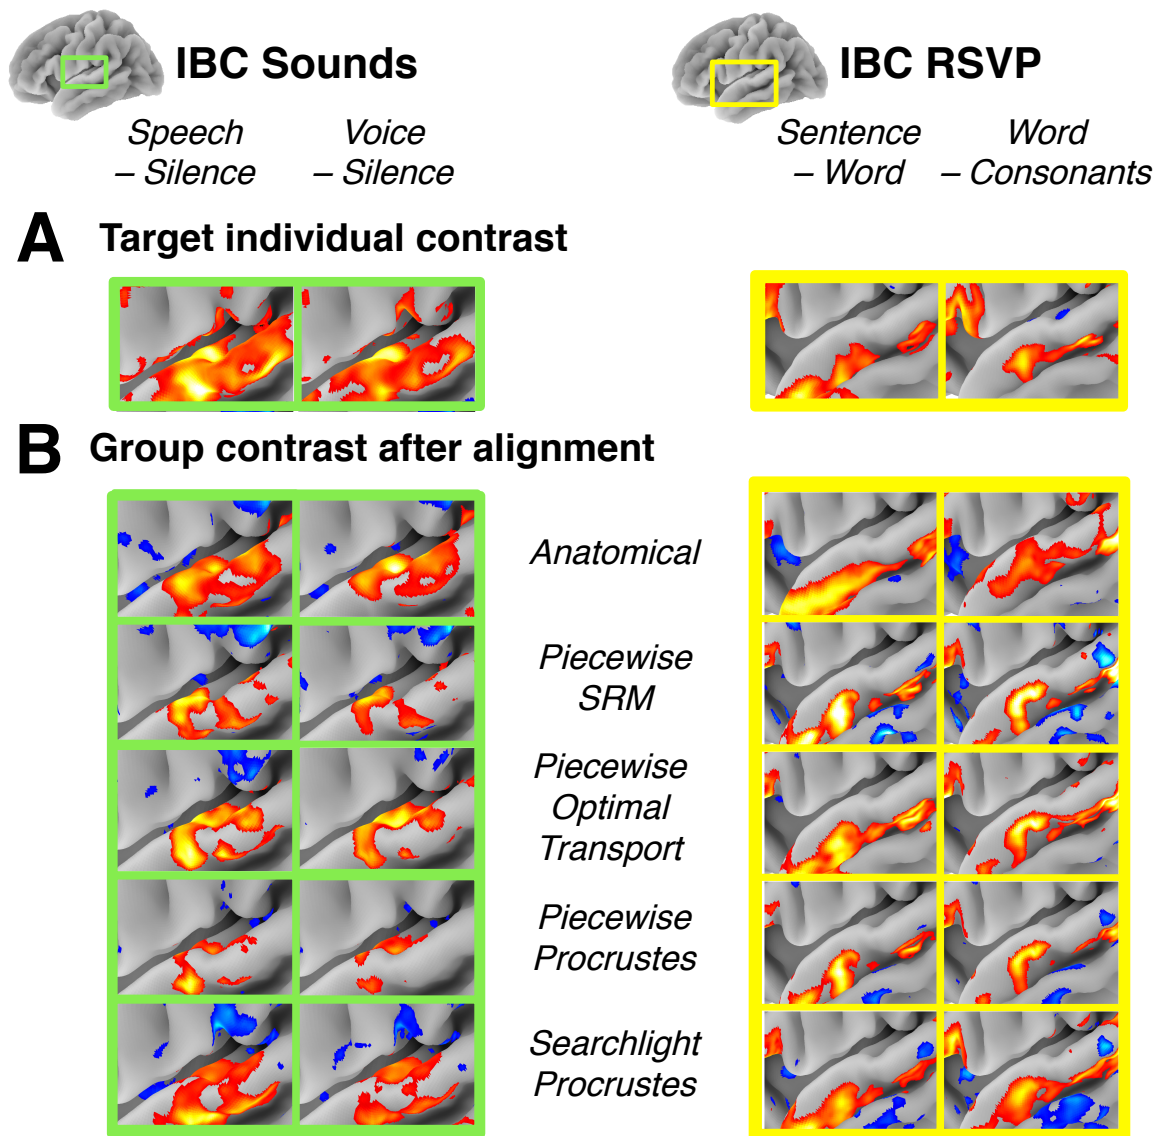 IBC Sounds
IBC RSVP
Speech
– Silence
Voice
– Silence
Sentence
– Word
Word
– Consonants
A Target individual contrast
B Group contrast after alignment
Anatomical
Piecewise
SRM
Piecewise
Optimal
Transport
Piecewise
Procrustes
Searchlight
Procrustes